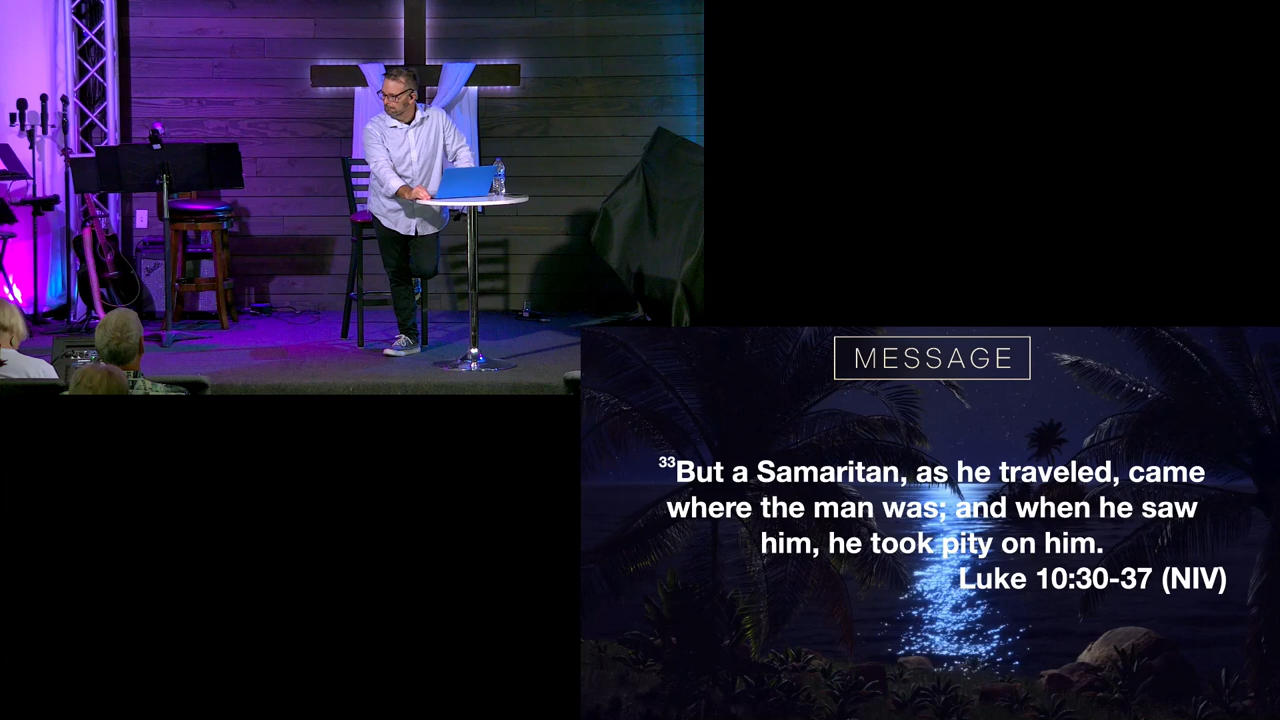 MESSAGE
33But a Samaritan, as he traveled, came
where the man was; and when he saw
him, he took pity on him.
Luke 10:30-37 (NIV)